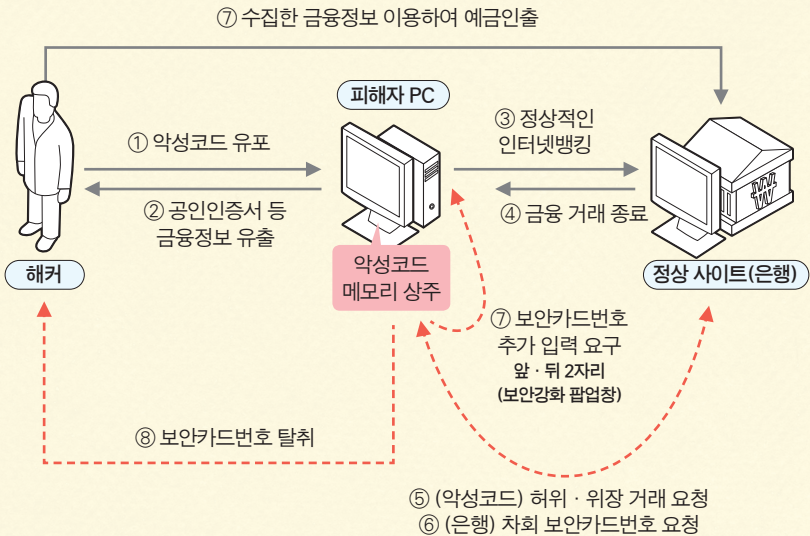 ⑦ 수집한 금융정보 이용하여 예금인출
피해자 PC
① 악성코드 유포
③ 정상적인
인터넷뱅킹
② 공인인증서 등
금융정보 유출
④ 금융 거래 종료
해커
악성코드
메모리 상주
정상 사이트(은행)
⑦ 보안카드번호
추가 입력 요구
앞 · 뒤 2자리
(보안강화 팝업창)
⑧ 보안카드번호 탈취
⑤ (악성코드) 허위 · 위장 거래 요청
⑥ (은행) 차회 보안카드번호 요청